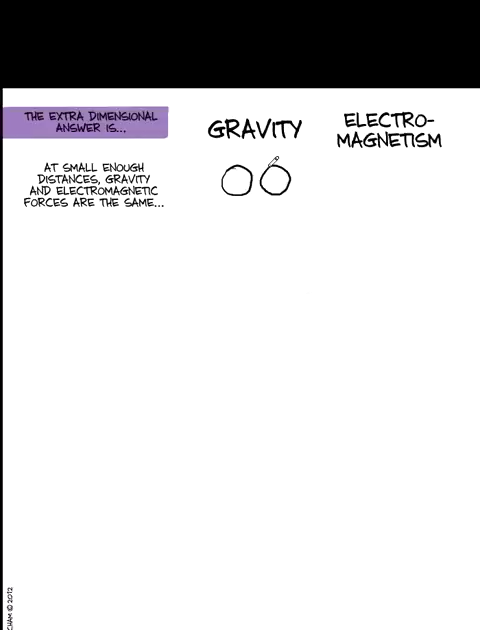 THE EXTRA DIMENSIONAL
ANSWER IS...
GRAVITY
ELECTRO-
MAGNETISM
AT SMALL ENOUGH
DISTANCES, GRAVITY
AND ELECTROMAGNETIC
FORCES ARE THE SAME...
CHAM © 2012